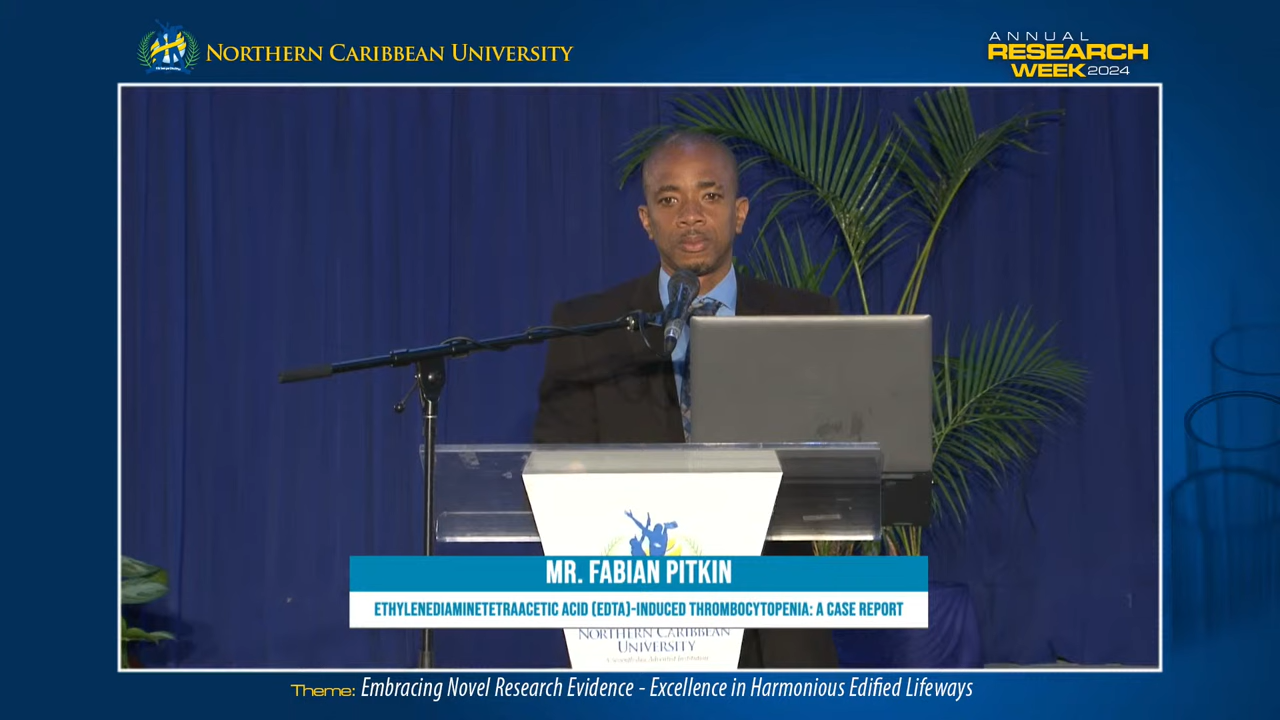 NORTHERN CARIBBEAN UNIVERSITY
ANNUAL
RESEARCH
WEEK 2024
MR. FABIAN PITKIN
ETHYLENEDIAMINETETRAACETIC ACID (EDTA)-INDUCED THROMBOCYTOPENIA: A CASE REPORT
NORTHERN CARIBBEAN
UNIVERSITY
Theme: Embracing Novel Research Evidence - Excellence in Harmonious Edified Lifeways